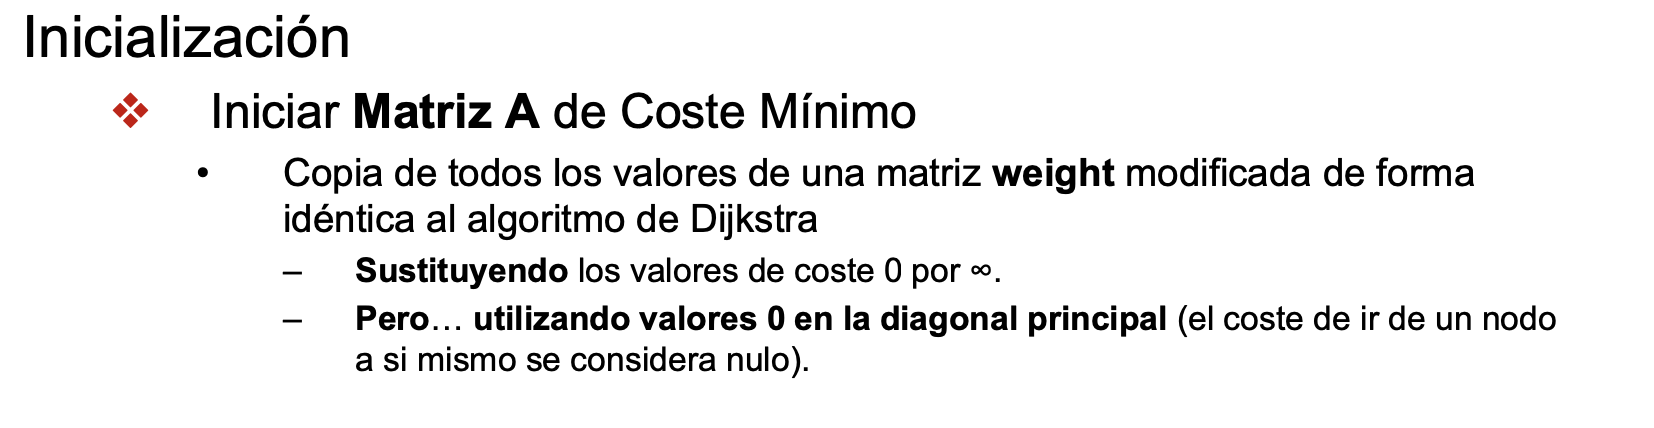 Inicialización
❖ Iniciar Matriz A de Coste Mínimo
• Copia de todos los valores de una matriz weight modificada de forma
idéntica al algoritmo de Dijkstra
– Sustituyendo los valores de coste 0 por ∞.
– Pero… utilizando valores 0 en la diagonal principal (el coste de ir de un nodo
a si mismo se considera nulo).